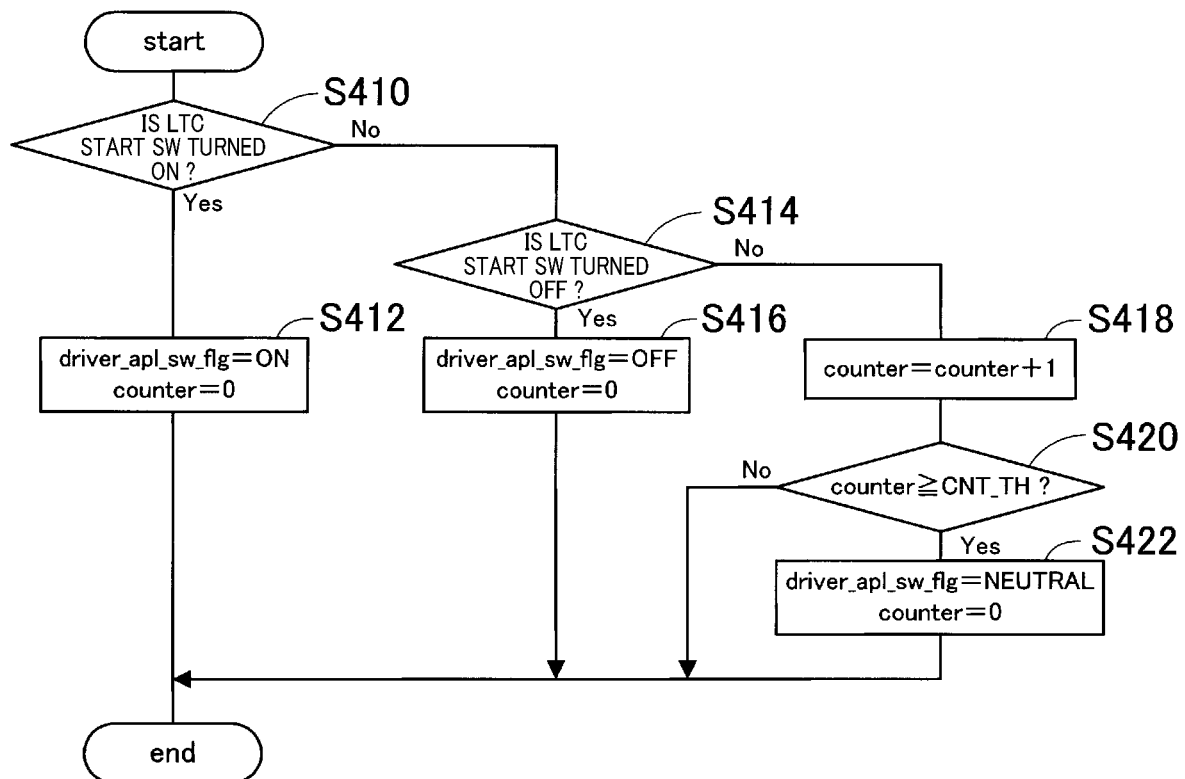 start
S410
IS LTC
START SW TURNED
ON ?
No
Yes
S414
IS LTC
START SW TURNED
OFF ?
No
Yes
S412
driver_apl_sw_flg=ON
counter=0
S416
driver_apl_sw_flg=OFF
counter=0
S418
counter=counter+1
S420
counter≧CNT_TH ?
No
Yes
S422
driver_apl_sw_flg=NEUTRAL
counter=0
end